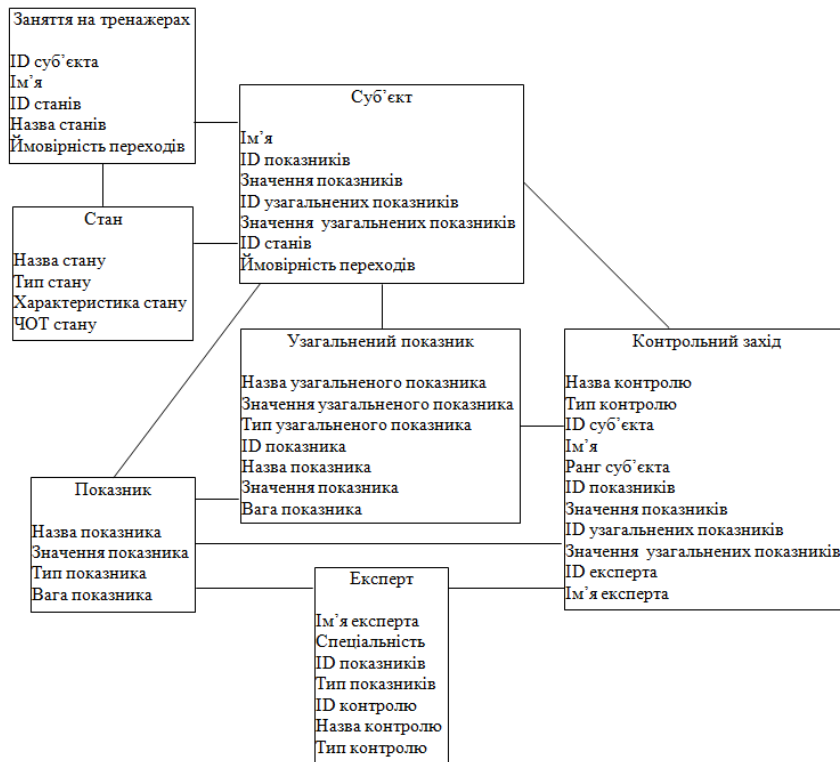 Заняття на тренажерах
ID суб’єкта
Ім’я
ID станів
Назва станів
Ймовірність переходів
Суб’єкт
Ім’я
ID показників
Значення показників
ID узагальнених показників
Значення узагальнених показників
ID станів
Ймовірність переходів
Стан
Назва стану
Тип стану
Характеристика стану
ЧОТ стану
Узагальнений показник
Назва узагальненого показника
Значення узагальненого показника
Тип узагальненого показника
ID показника
Назва показника
Значення показника
Вага показника
Контрольний захід
Назва контролю
Тип контролю
ID суб’єкта
Ім’я
Ранг суб’єкта
ID показників
Значення показників
ID узагальнених показників
Значення узагальнених показників
ID експерта
Ім’я експерта
Показник
Назва показника
Значення показника
Тип показника
Вага показника
Експерт
Ім’я експерта
Спеціальність
ID показників
Тип показників
ID контролю
Назва контролю
Тип контролю